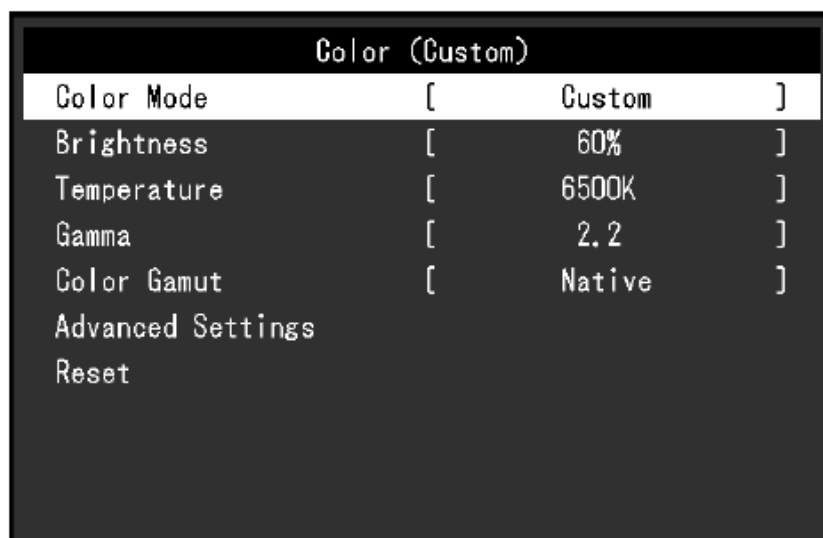 Color (Custom)
Color Mode [ Custom ]
Brightness [ 60% ]
Temperature [ 6500K ]
Gamma [ 2.2 ]
Color Gamut [ Native ]
Advanced Settings
Reset